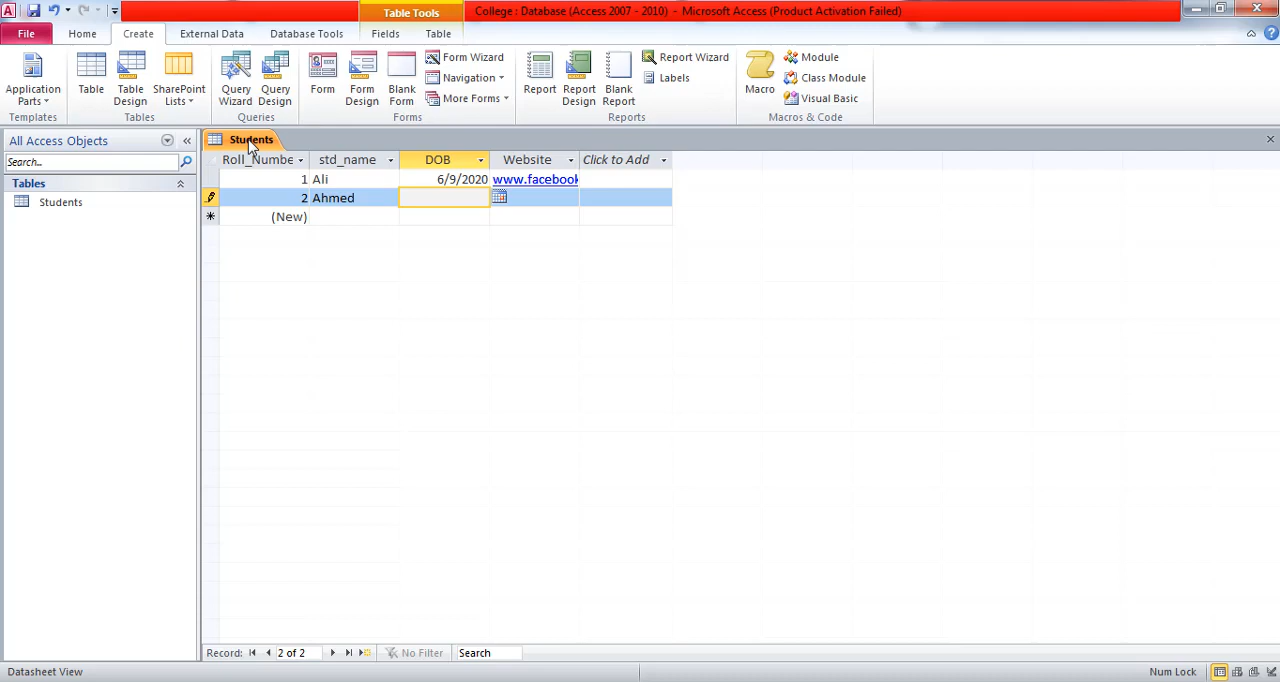 Table Tools
College : Database (Access 2007 - 2010) - Microsoft Access (Product Activation Failed)
File Home Create External Data Database Tools Fields Table
Application Parts
Table
Table Design
SharePoint Lists
Query Wizard
Query Design
Form
Form Design
Blank Form
Form Wizard
Navigation
More Forms
Report
Report Design
Blank Report
Report Wizard
Labels
Macro
Module
Class Module
Visual Basic
Templates Tables Queries Forms Reports Macros & Code
All Access Objects
Search...
Tables
Students
Students
Roll_Numbe std_name DOB Website Click to Add
1 Ali 6/9/2020 www.facebook
2 Ahmed
(New)
Record: 2 of 2 No Filter Search
Datasheet View Num Lock